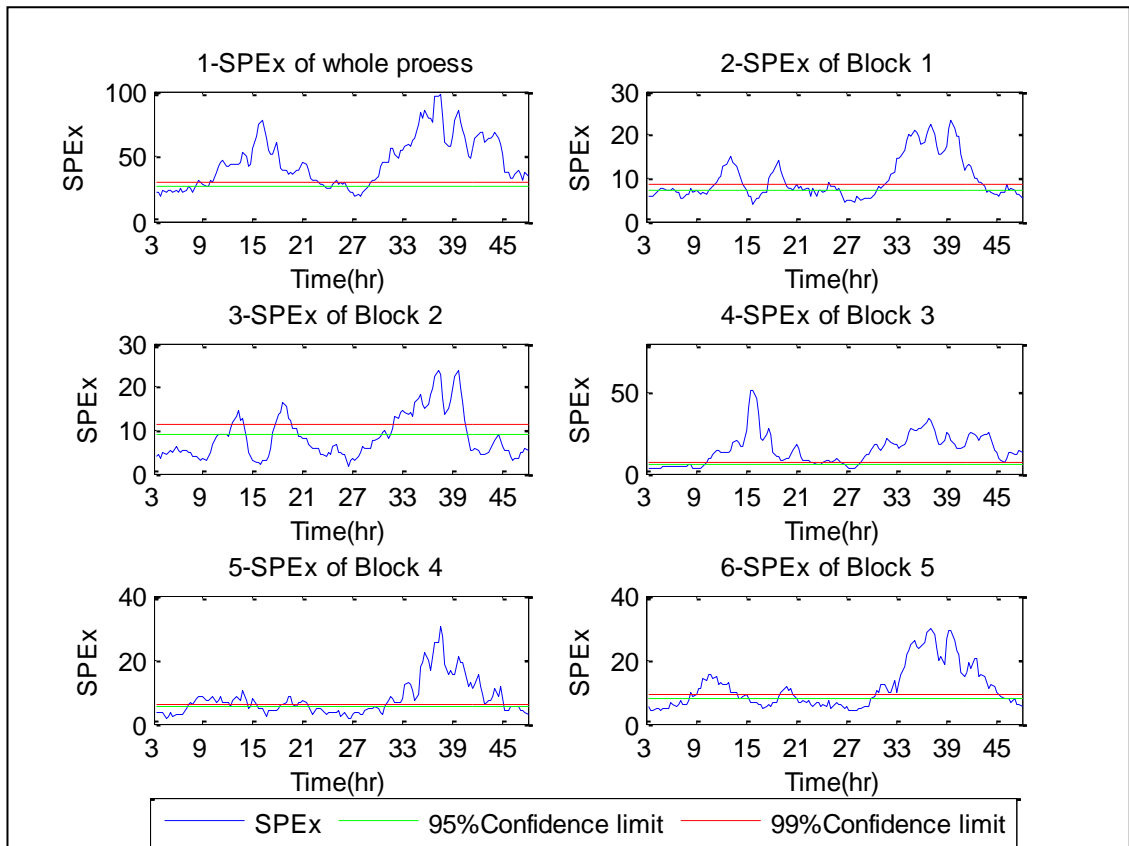 1-SPEx of whole proess
SPEx
100
50
0
3 9 15 21 27 33 39 45
Time(hr)
2-SPEx of Block 1
SPEx
30
20
10
0
3 9 15 21 27 33 39 45
Time(hr)
3-SPEx of Block 2
SPEx
30
20
10
0
3 9 15 21 27 33 39 45
Time(hr)
4-SPEx of Block 3
SPEx
50
0
3 9 15 21 27 33 39 45
Time(hr)
5-SPEx of Block 4
SPEx
40
20
0
3 9 15 21 27 33 39 45
Time(hr)
6-SPEx of Block 5
SPEx
40
20
0
3 9 15 21 27 33 39 45
Time(hr)
SPEx 95%Confidence limit 99%Confidence limit